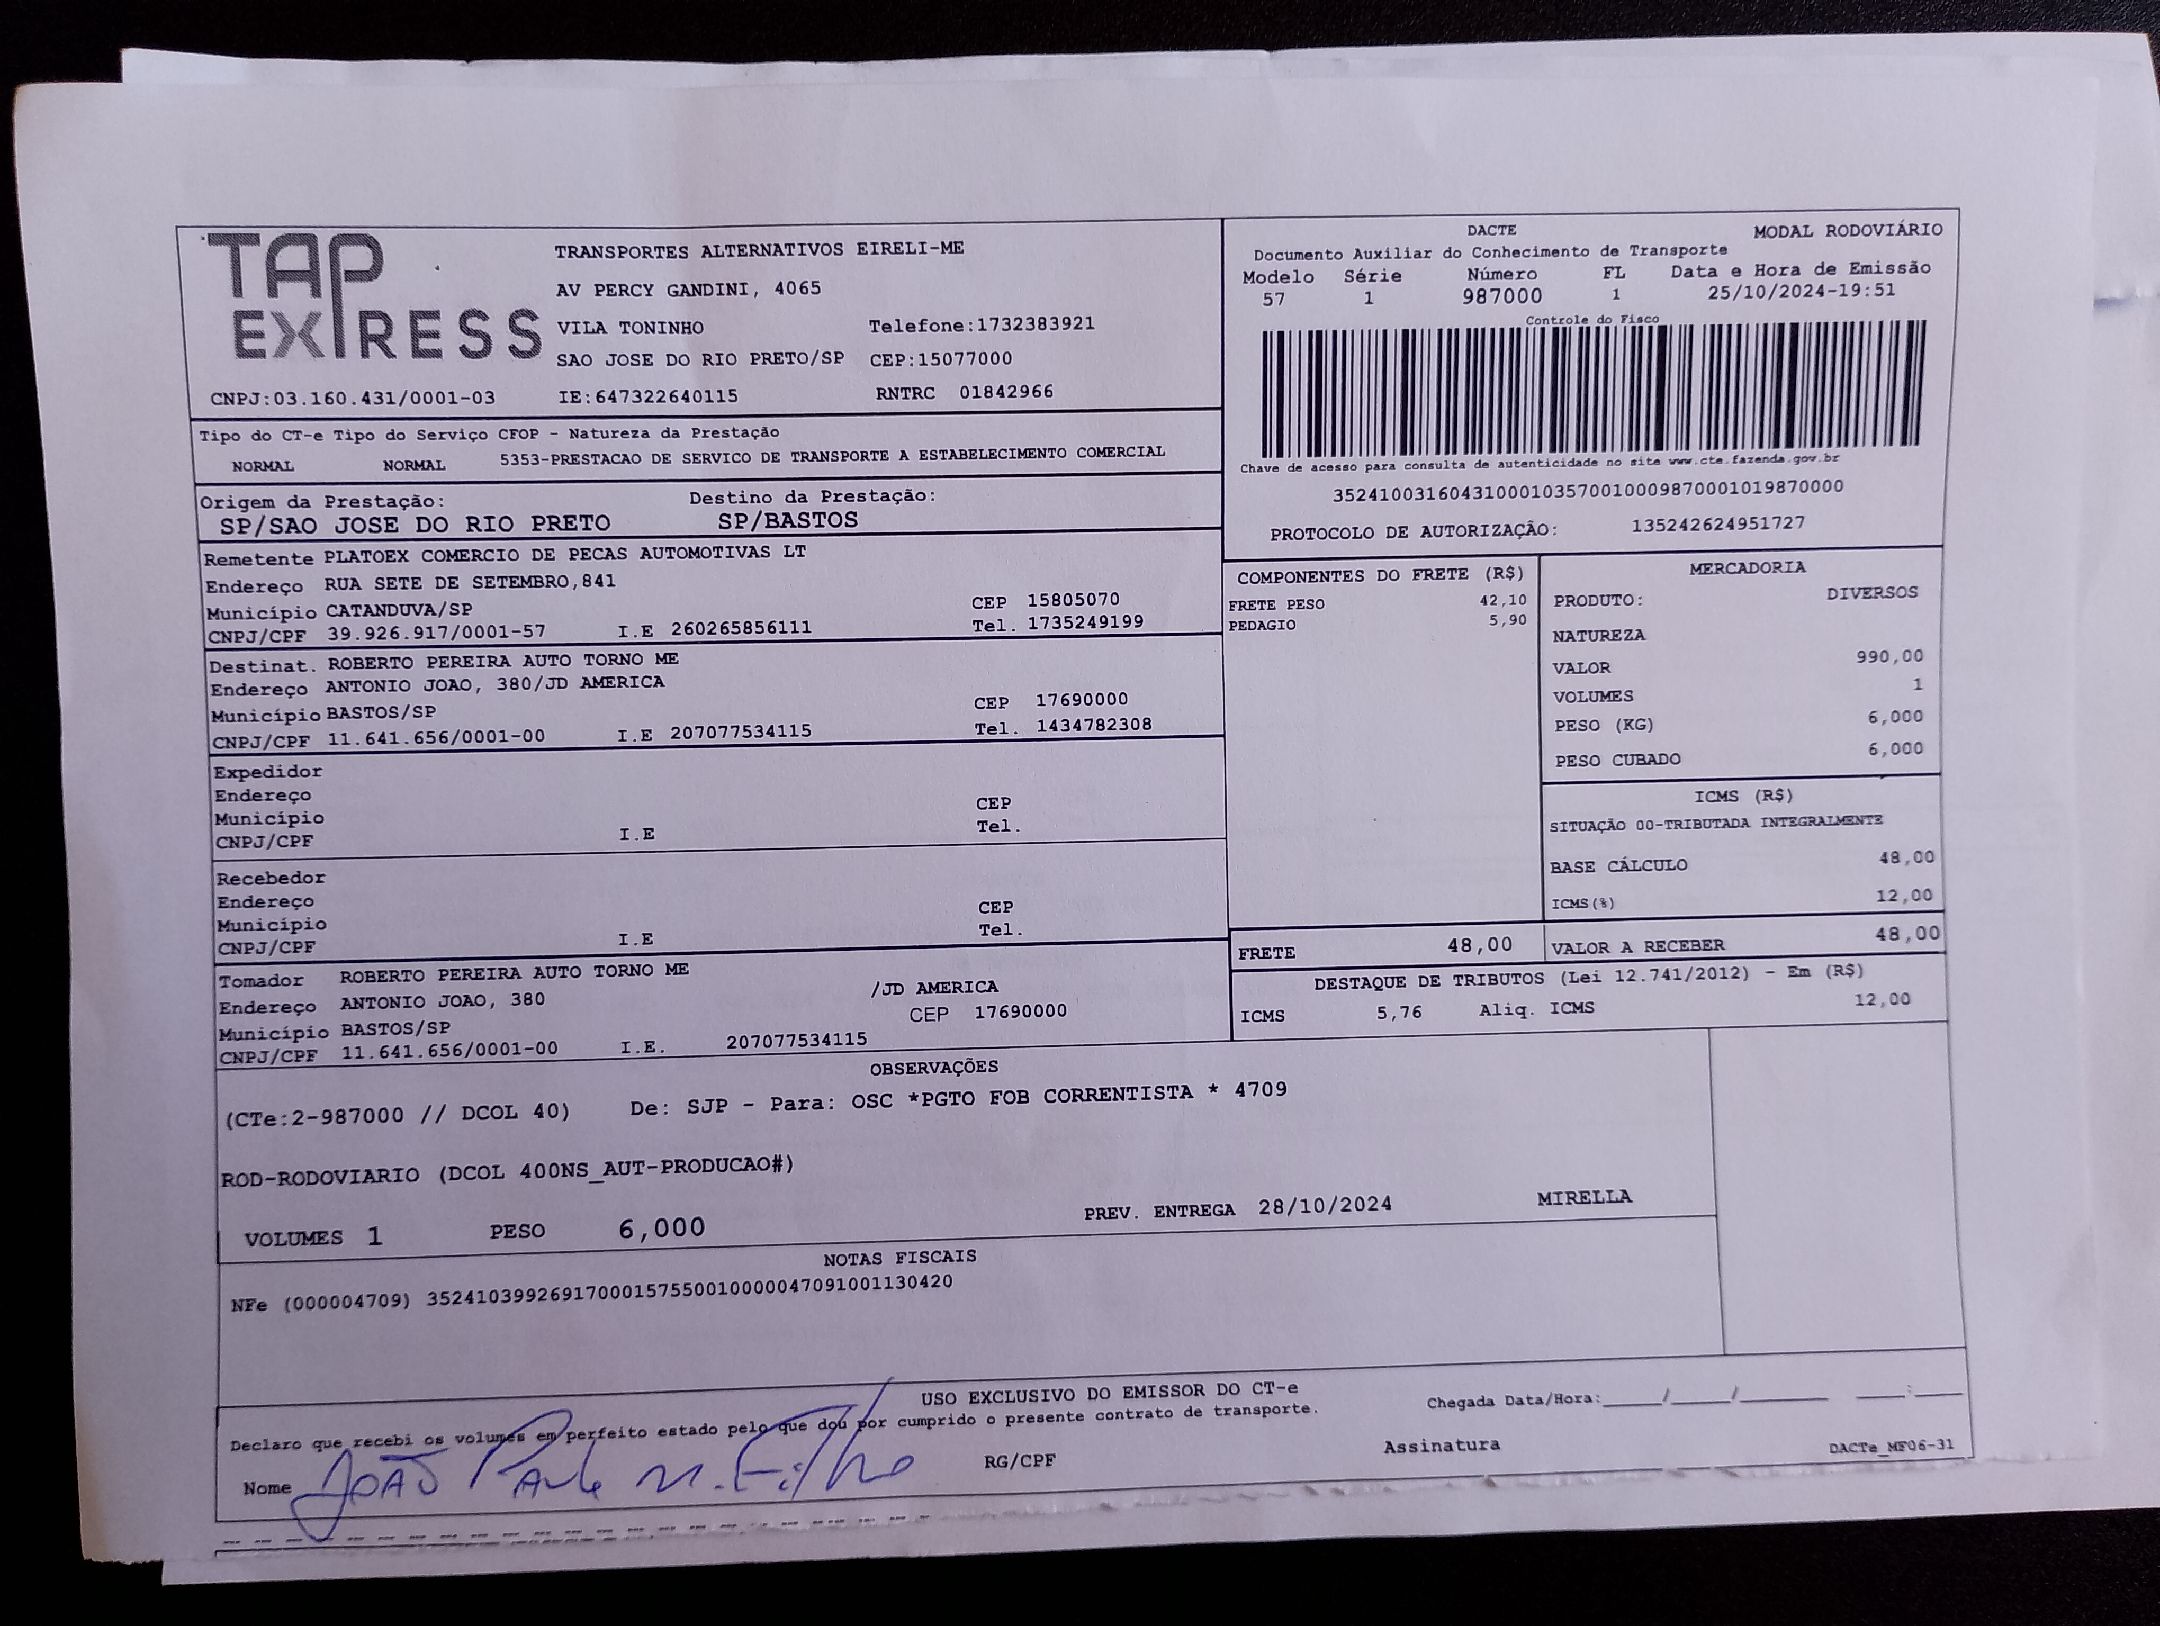 TAP EXPRESS
TRANSPORTES ALTERNATIVOS EIRELI-ME
AV PERCY GANDINI, 4065
VILA TONINHO Telefone:1732383921
SAO JOSE DO RIO PRETO/SP CEP:15077000
CNPJ:03.160.431/0001-03 IE:647322640115 RNTRC 01842966
DACTE MODAL RODOVIÁRIO
Documento Auxiliar do Conhecimento de Transporte
Modelo Série Número FL Data e Hora de Emissão
57 1 987000 1 25/10/2024-19:51
Controle do Fisco
Chave de acesso para consulta de autenticidade no site www.cte.fazenda.gov.br
35241003160431000103570010009870001019870000
PROTOCOLO DE AUTORIZAÇÃO: 135242624951727
Tipo do CT-e Tipo do Serviço CFOP - Natureza da Prestação
NORMAL NORMAL 5353-PRESTACAO DE SERVICO DE TRANSPORTE A ESTABELECIMENTO COMERCIAL
Origem da Prestação: Destino da Prestação:
SP/SAO JOSE DO RIO PRETO SP/BASTOS
Remetente PLATOEX COMERCIO DE PECAS AUTOMOTIVAS LT
Endereço RUA SETE DE SETEMBRO,841
Município CATANDUVA/SP CEP 15805070
CNPJ/CPF 39.926.917/0001-57 I.E 260265856111 Tel. 1735249199
Destinat. ROBERTO PEREIRA AUTO TORNO ME
Endereço ANTONIO JOAO, 380/JD AMERICA
Município BASTOS/SP CEP 17690000
CNPJ/CPF 11.641.656/0001-00 I.E 207077534115 Tel. 1434782308
Expedidor
Endereço
Município CEP
CNPJ/CPF I.E Tel.
Recebedor
Endereço
Município CEP
CNPJ/CPF I.E Tel.
Tomador ROBERTO PEREIRA AUTO TORNO ME
Endereço ANTONIO JOAO, 380 /JD AMERICA
Município BASTOS/SP CEP 17690000
CNPJ/CPF 11.641.656/0001-00 I.E. 207077534115
COMPONENTES DO FRETE (R$)
FRETE PESO 42,10
PEDAGIO 5,90
MERCADORIA
PRODUTO: DIVERSOS
NATUREZA
VALOR 990,00
VOLUMES 1
PESO (KG) 6,000
PESO CUBADO 6,000
ICMS (R$)
SITUAÇÃO 00-TRIBUTADA INTEGRALMENTE
BASE CÁLCULO 48,00
ICMS(%) 12,00
FRETE 48,00 VALOR A RECEBER 48,00
DESTAQUE DE TRIBUTOS (Lei 12.741/2012) - Em (R$)
ICMS 5,76 Aliq. ICMS 12,00
OBSERVAÇÕES
(CTe:2-987000 // DCOL 40) De: SJP - Para: OSC *PGTO FOB CORRENTISTA * 4709
ROD-RODOVIARIO (DCOL 400NS_AUT-PRODUCAO#)
VOLUMES 1 PESO 6,000 PREV. ENTREGA 28/10/2024 MIRELLA
NOTAS FISCAIS
NFe (000004709) 35241039926917000157550010000047091001130420
USO EXCLUSIVO DO EMISSOR DO CT-e
Declaro que recebi os volumes em perfeito estado pelo que dou por cumprido o presente contrato de transporte.
Chegada Data/Hora:____/____/______ ____:____
Nome JOÃO Paulo M. Filho RG/CPF Assinatura DACTe_MF06-31